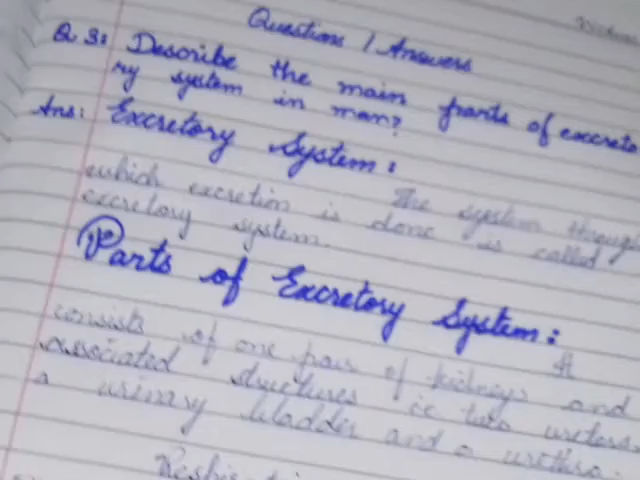 Questions / Answers
Q 3: Describe the main parts of excreto
ry system in man?
Ans: Excretory System:
The system through
which excretion is done is called
excretory system.
Parts of Excretory System:
It
consists of one pair of kidneys and
associated structures ie two ureters,
a urinary bladder and a urethra.